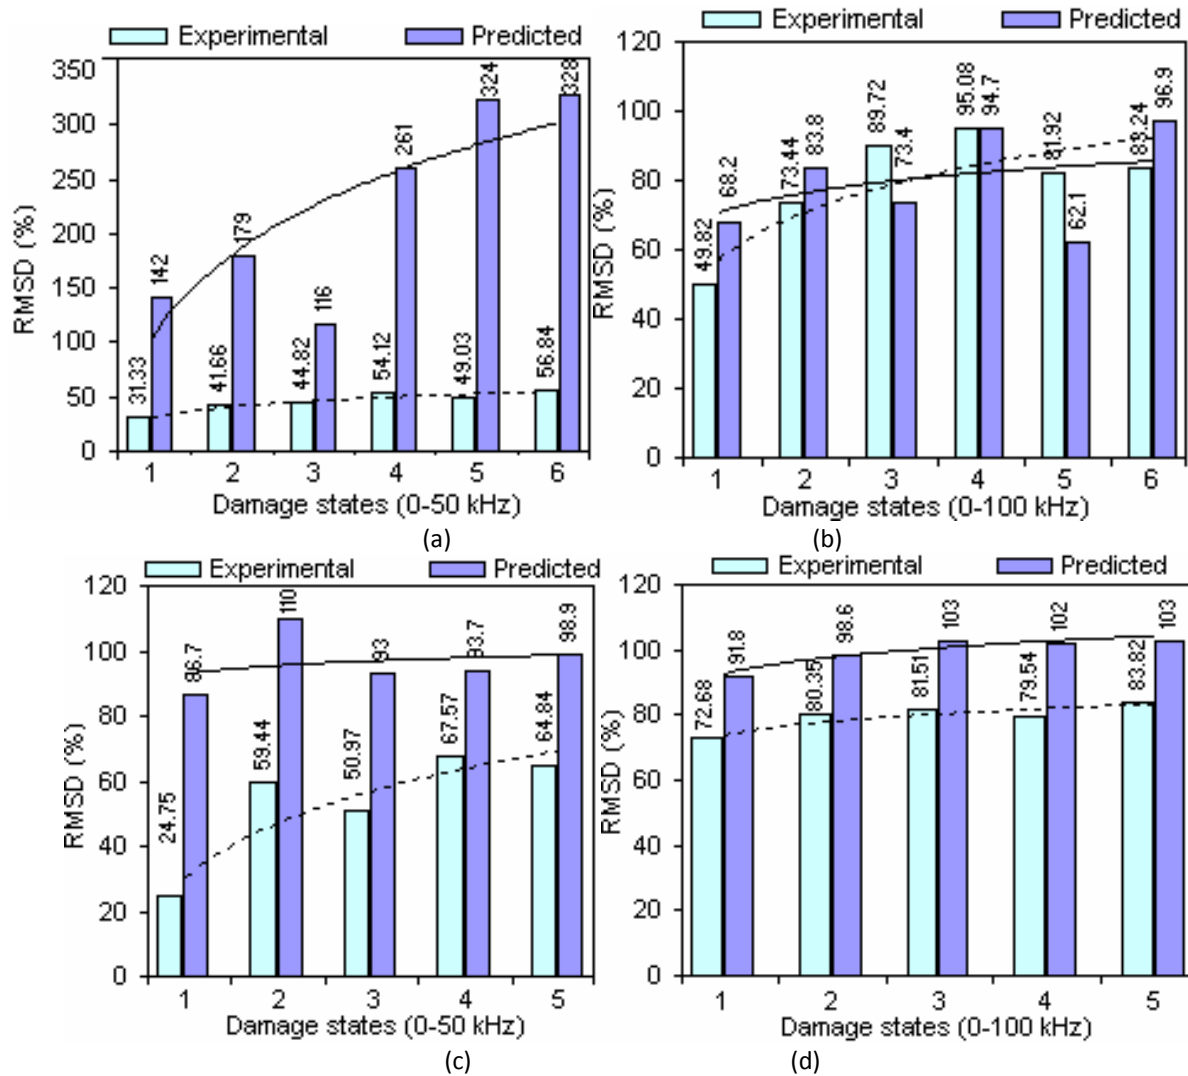 Experimental Predicted
350
300
250
200
150
100
50
0
RMSD (%)
31.33 142 41.66 179 44.82 116 54.12 261 49.03 324 56.84 328
1 2 3 4 5 6
Damage states (0-50 kHz)
(a)
Experimental Predicted
120
100
80
60
40
20
0
RMSD (%)
49.82 68.2 73.44 83.8 89.72 73.4 95.08 94.7 81.92 62.1 83.24 96.9
1 2 3 4 5 6
Damage states (0-100 kHz)
(b)
Experimental Predicted
120
100
80
60
40
20
0
RMSD (%)
24.75 86.7 59.44 110 50.97 93 67.57 93.7 64.84 98.9
1 2 3 4 5
Damage states (0-50 kHz)
(c)
Experimental Predicted
120
100
80
60
40
20
0
RMSD (%)
72.68 91.8 80.35 98.6 81.51 103 79.54 102 83.82 103
1 2 3 4 5
Damage states (0-100 kHz)
(d)